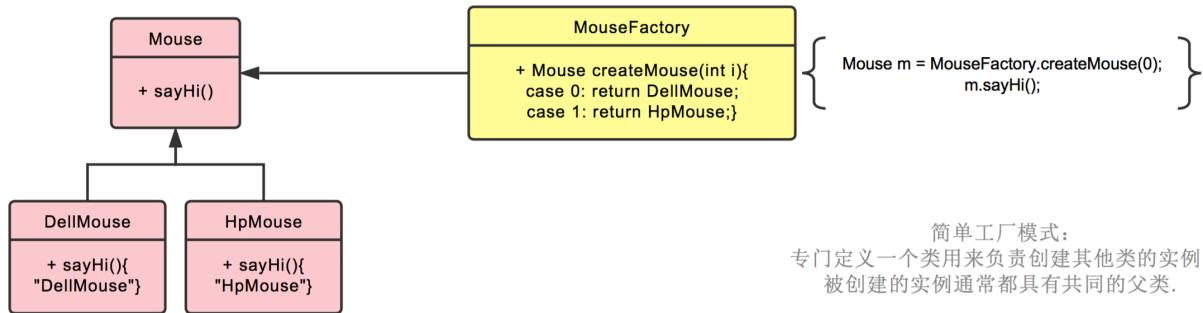 Mouse
+ sayHi()
MouseFactory
+ Mouse createMouse(int i){
case 0: return DellMouse;
case 1: return HpMouse;}
Mouse m = MouseFactory.createMouse(0);
m.sayHi();
DellMouse
+ sayHi(){
"DellMouse"}
HpMouse
+ sayHi(){
"HpMouse"}
简单工厂模式：
专门定义一个类用来负责创建其他类的实例
被创建的实例通常都具有共同的父类.